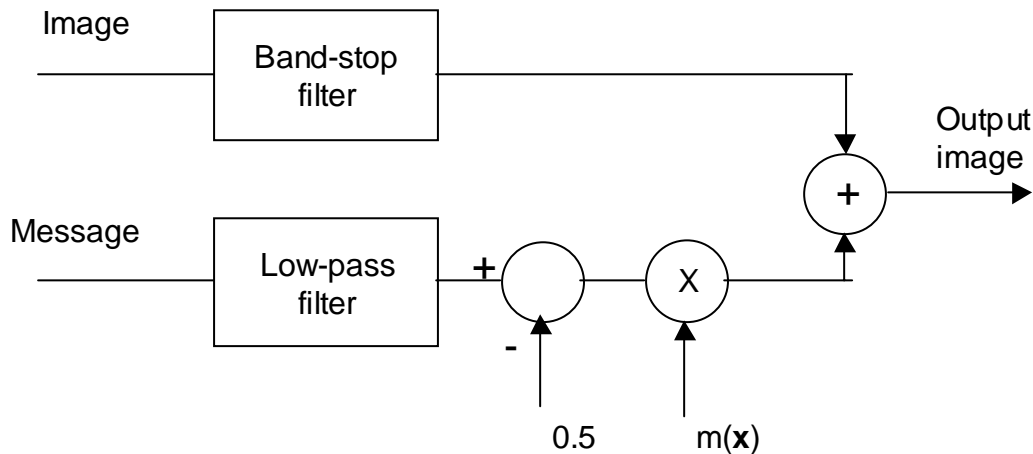 Image
Band-stop
filter
Output
image
+
Message
Low-pass
filter
+
-
X
0.5
m(x)